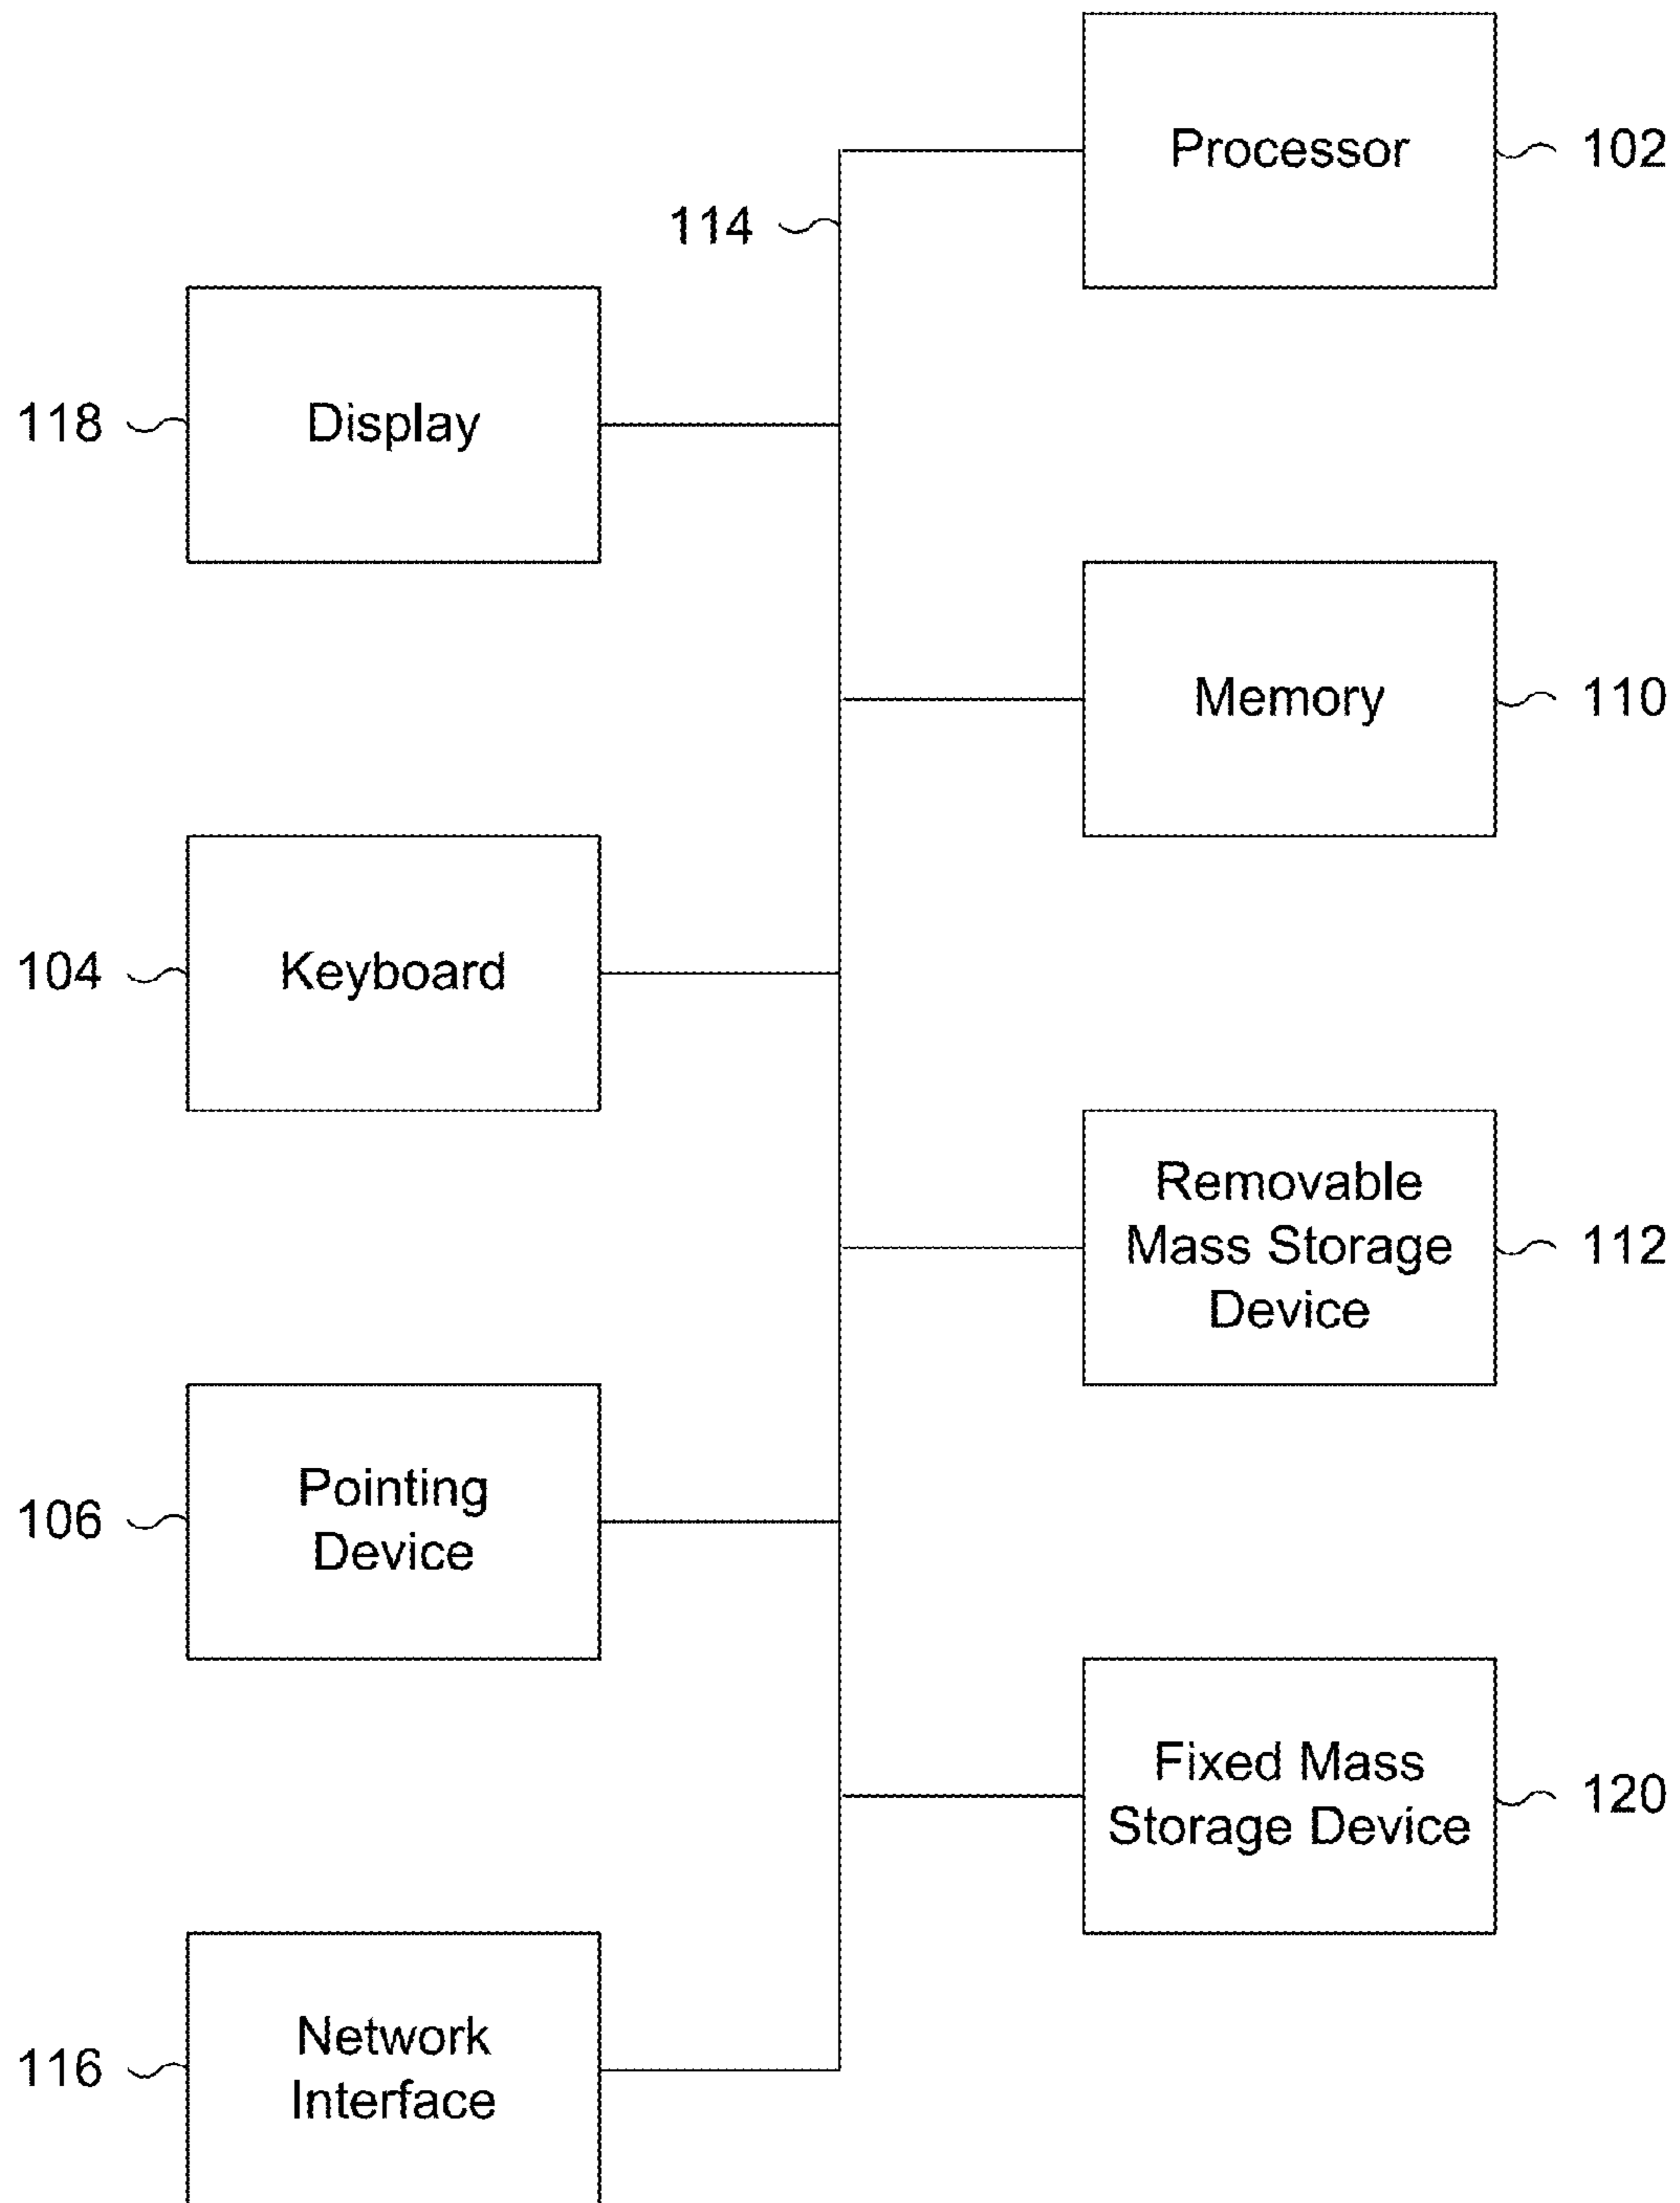 Processor
102
114
118
Display
Memory
110
104
Keyboard
Removable
Mass Storage
Device
112
106
Pointing
Device
Fixed Mass
Storage Device
120
116
Network
Interface